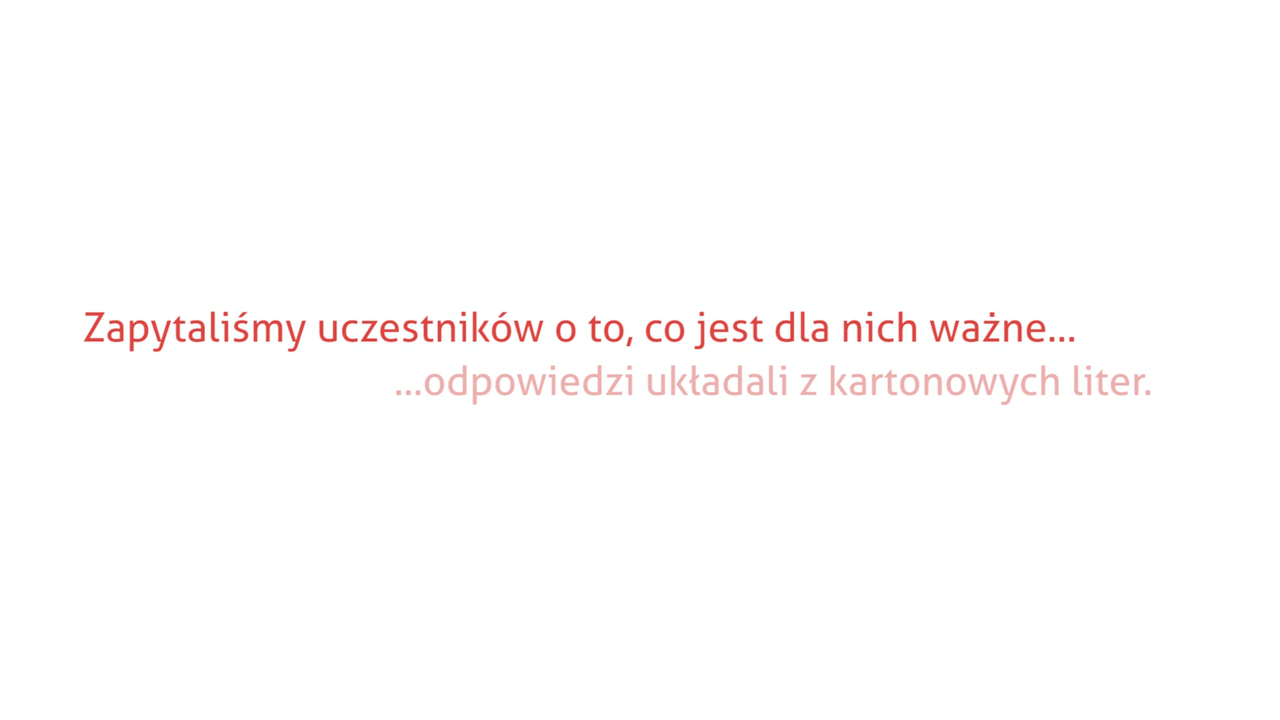 Zapytaliśmy uczestników o to, co jest dla nich ważne...
...odpowiedzi układali z kartonowych liter.